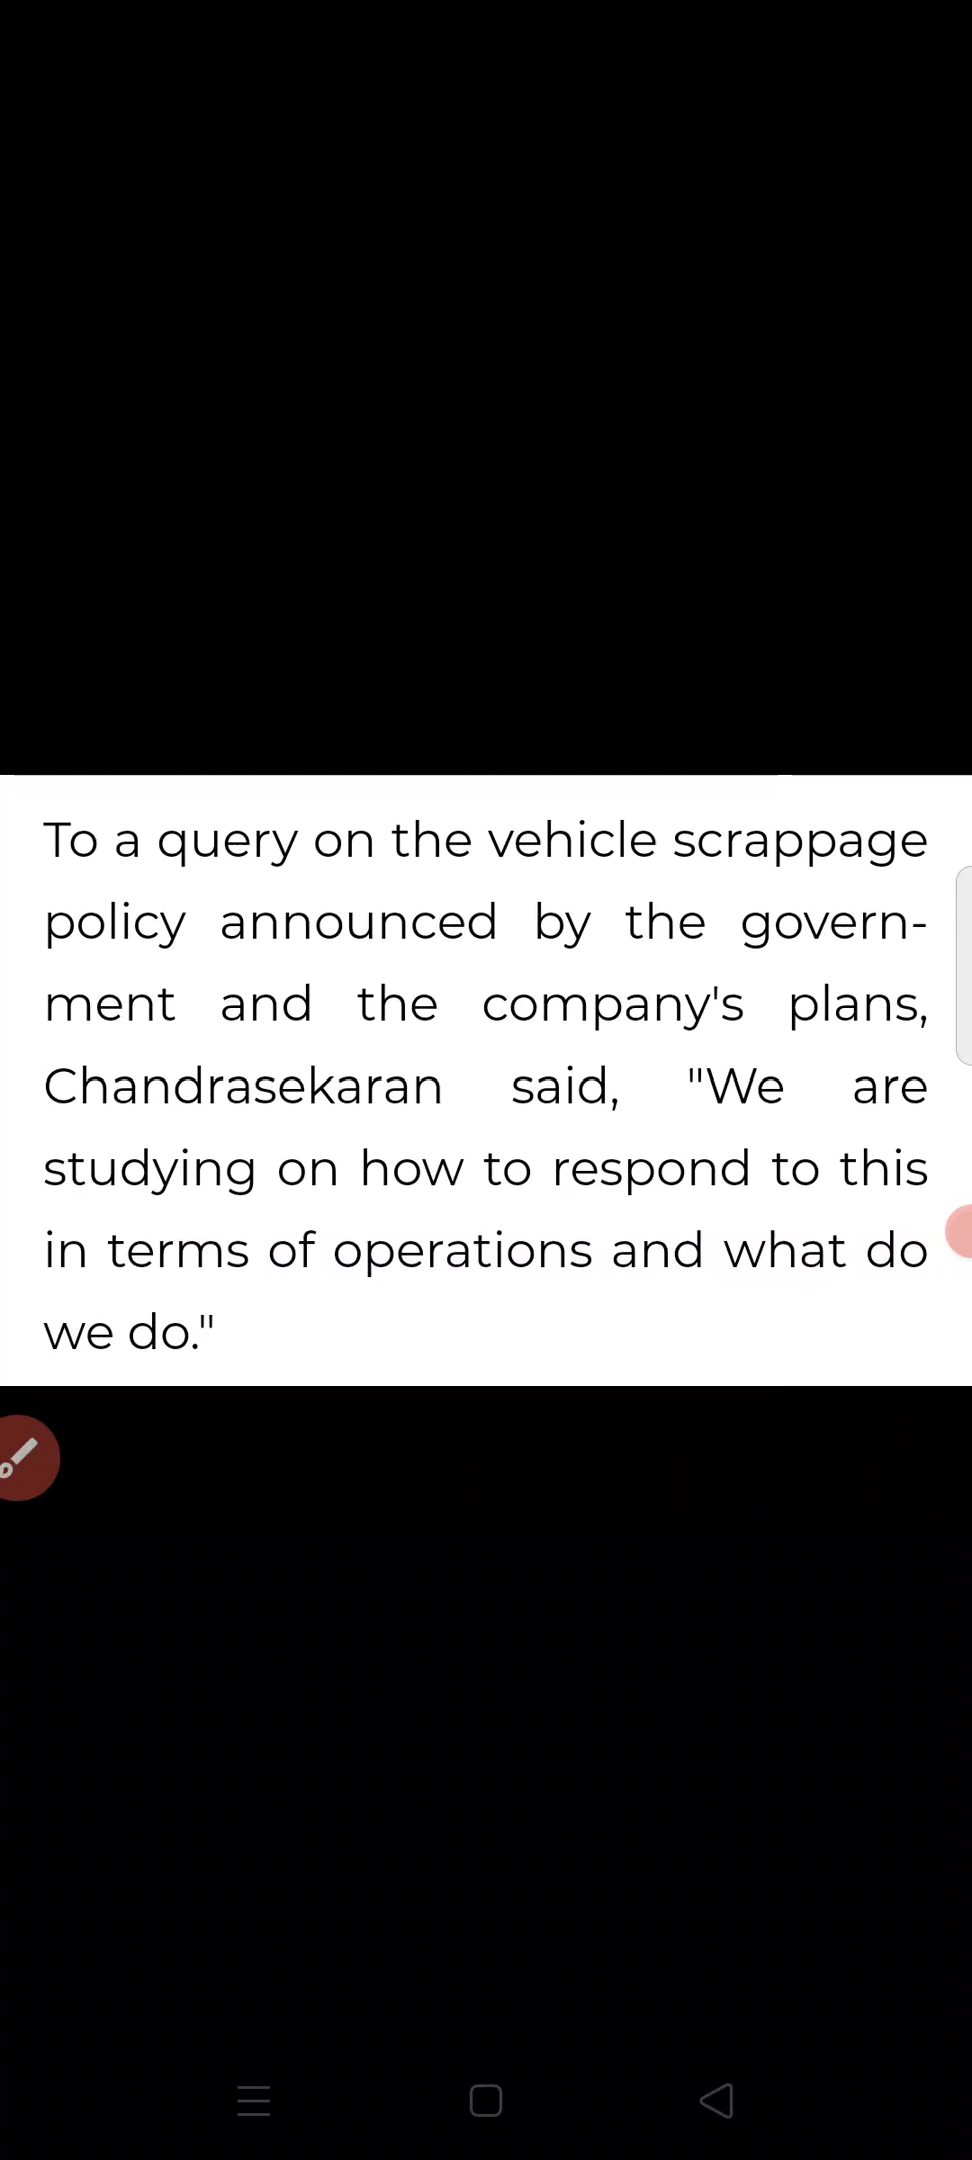 To a query on the vehicle scrappage
policy announced by the govern-
ment and the company's plans,
Chandrasekaran said, "We are
studying on how to respond to this
in terms of operations and what do
we do."